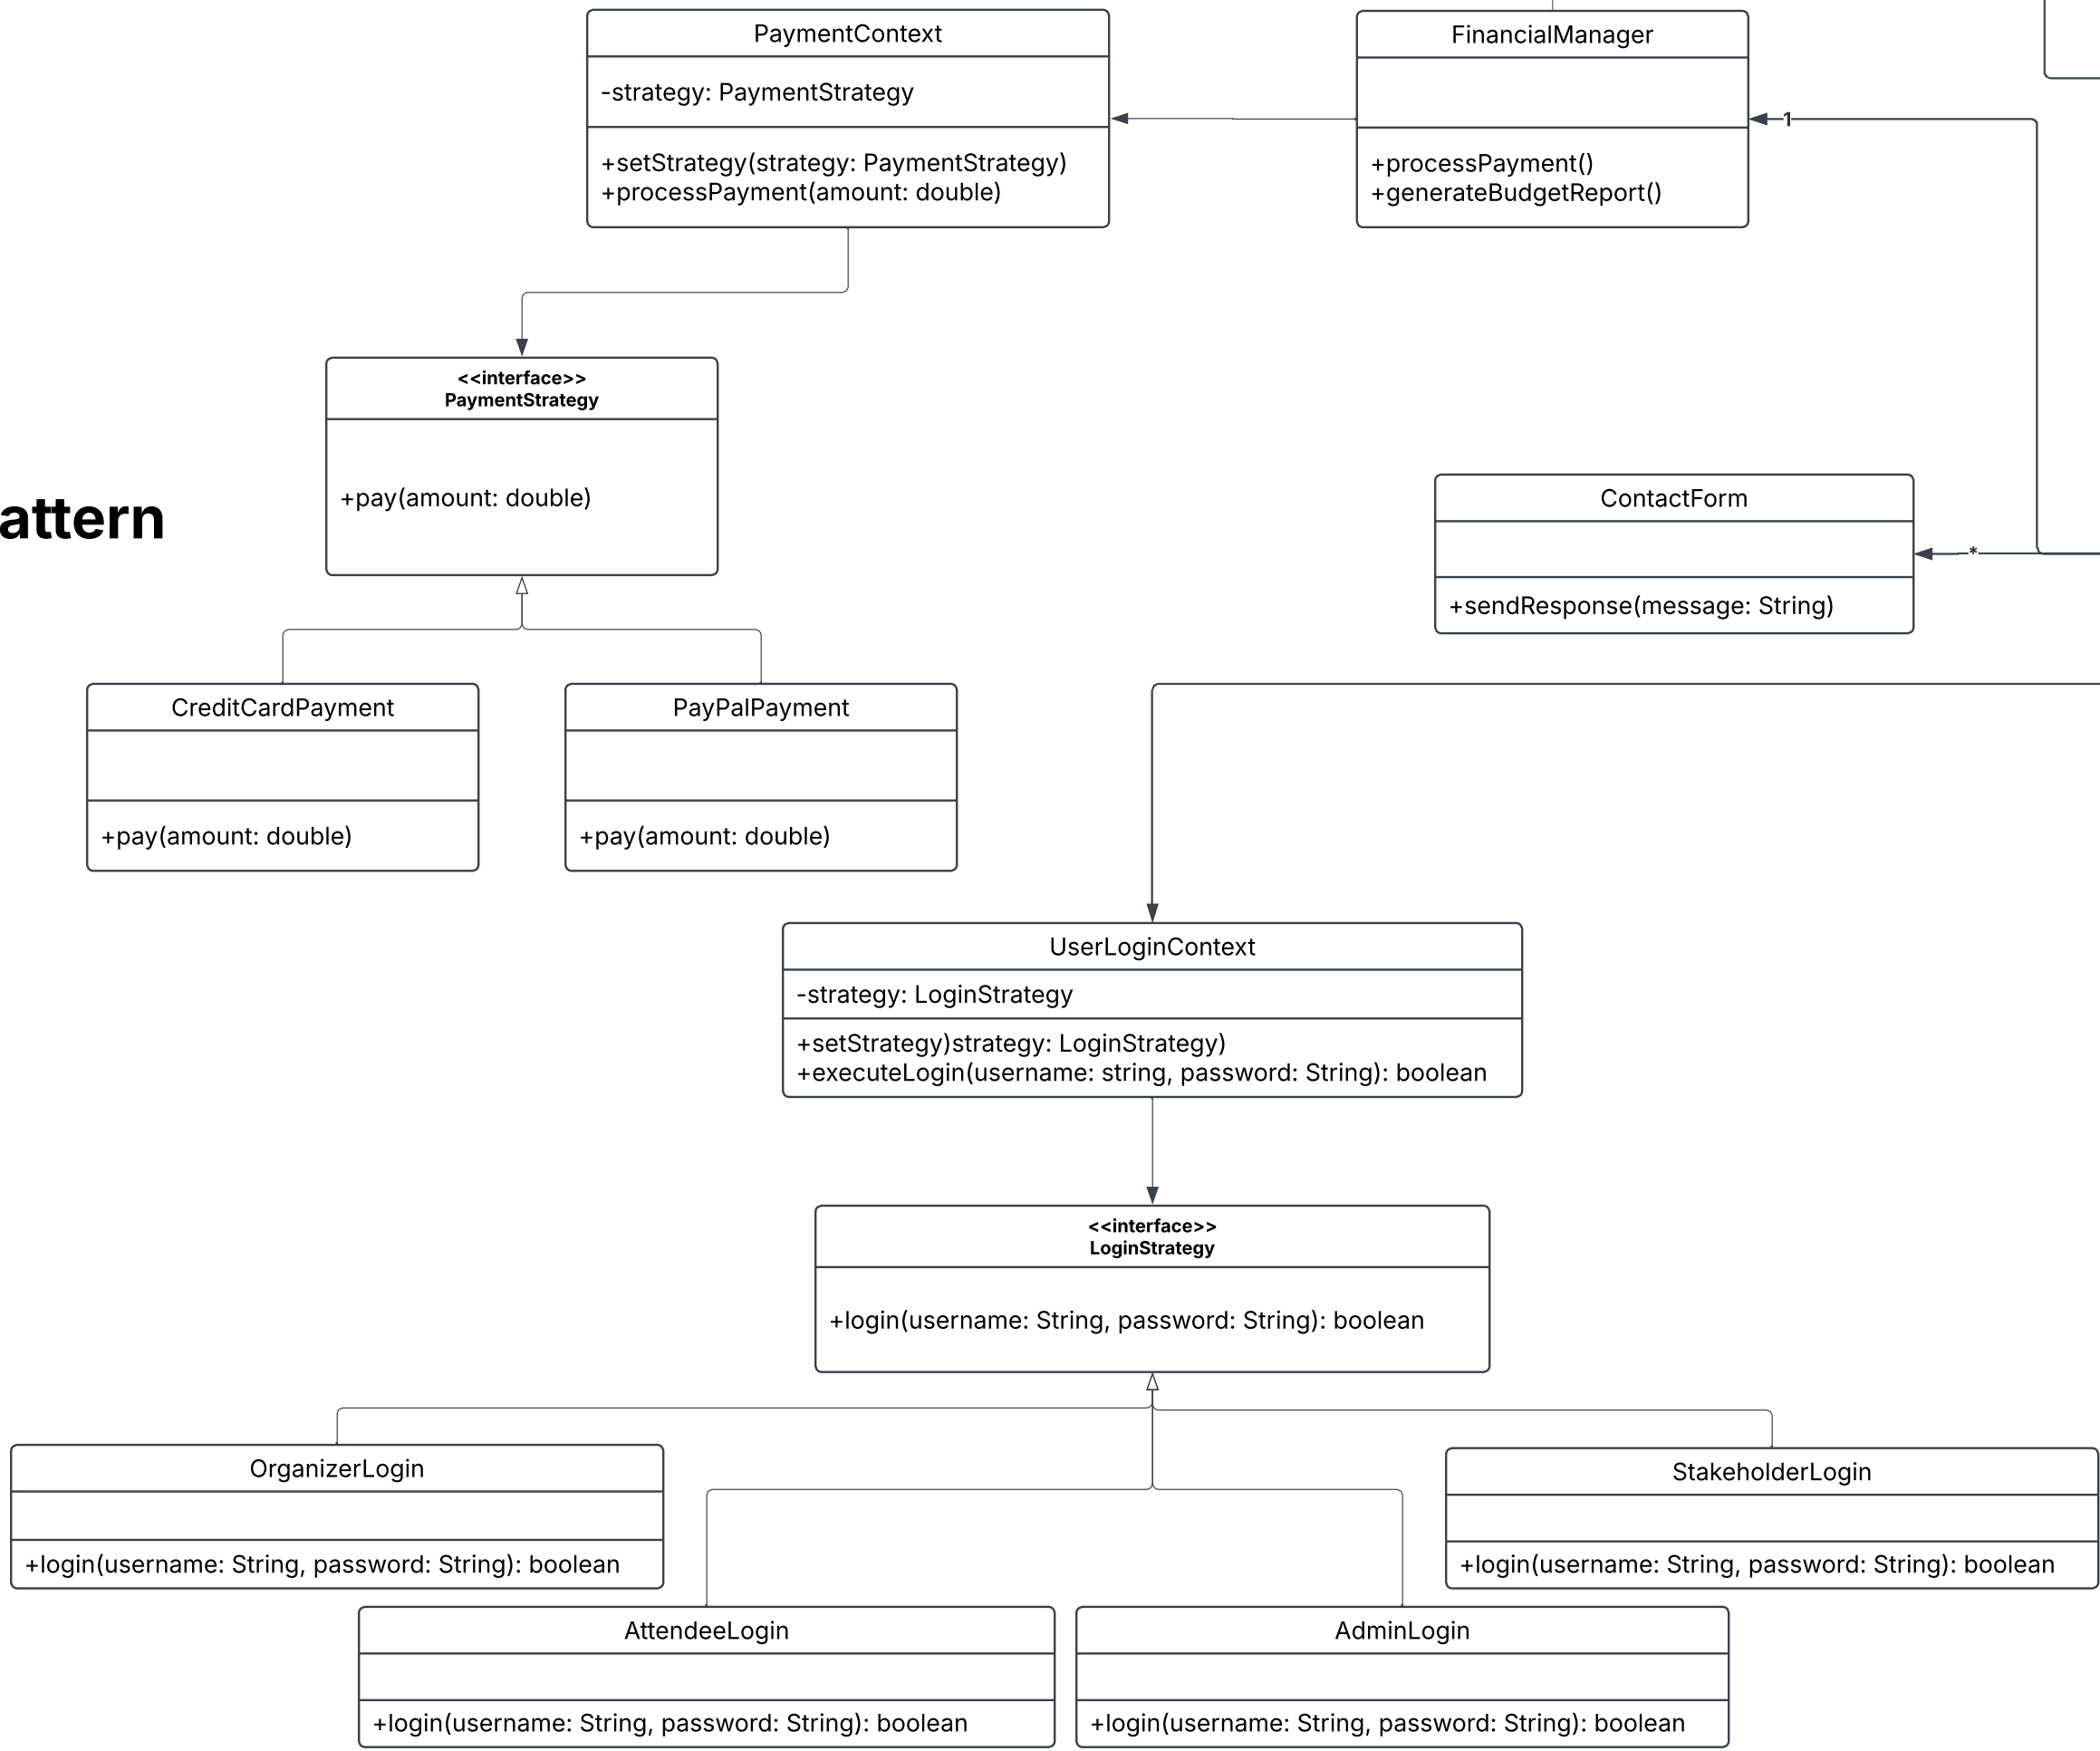 PaymentContext
-strategy: PaymentStrategy
+setStrategy(strategy: PaymentStrategy)
+processPayment(amount: double)
FinancialManager
+processPayment()
+generateBudgetReport()
1
<<interface>>
PaymentStrategy
+pay(amount: double)
attern
ContactForm
+sendResponse(message: String)
*
CreditCardPayment
+pay(amount: double)
PayPalPayment
+pay(amount: double)
UserLoginContext
-strategy: LoginStrategy
+setStrategy)strategy: LoginStrategy)
+executeLogin(username: string, password: String): boolean
<<interface>>
LoginStrategy
+login(username: String, password: String): boolean
OrganizerLogin
+login(username: String, password: String): boolean
StakeholderLogin
+login(username: String, password: String): boolean
AttendeeLogin
+login(username: String, password: String): boolean
AdminLogin
+login(username: String, password: String): boolean